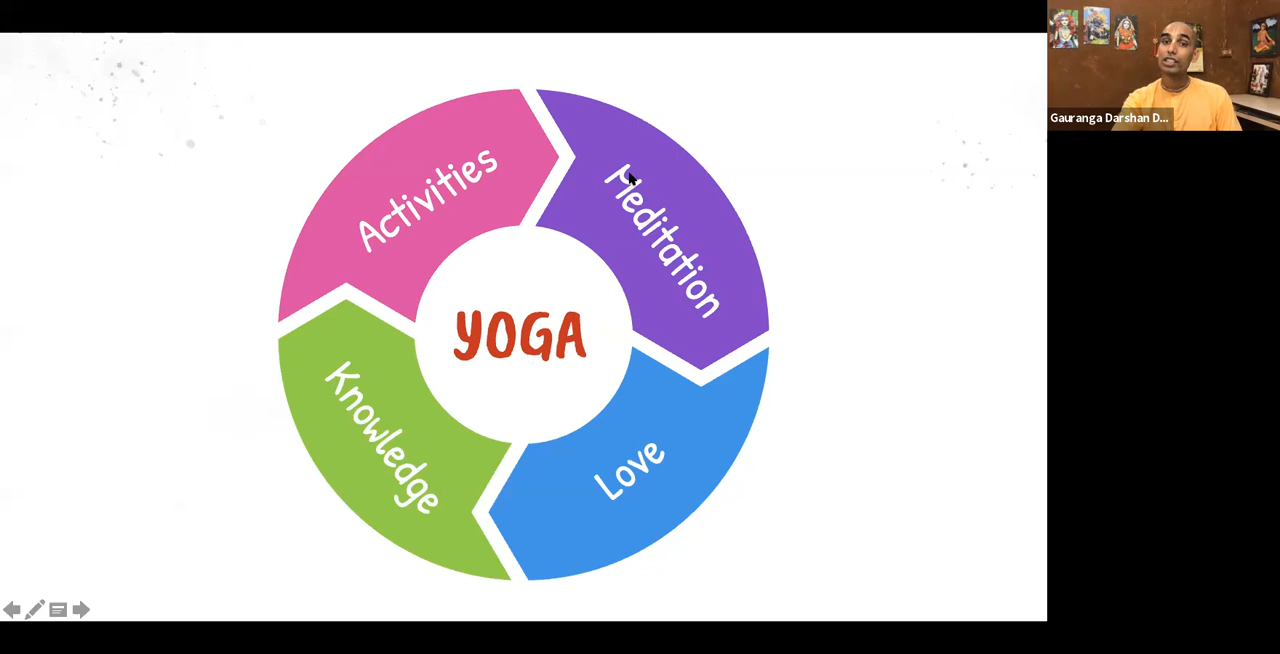 Activities
Meditation
YOGA
Knowledge
Love
Gauranga Darshan D...